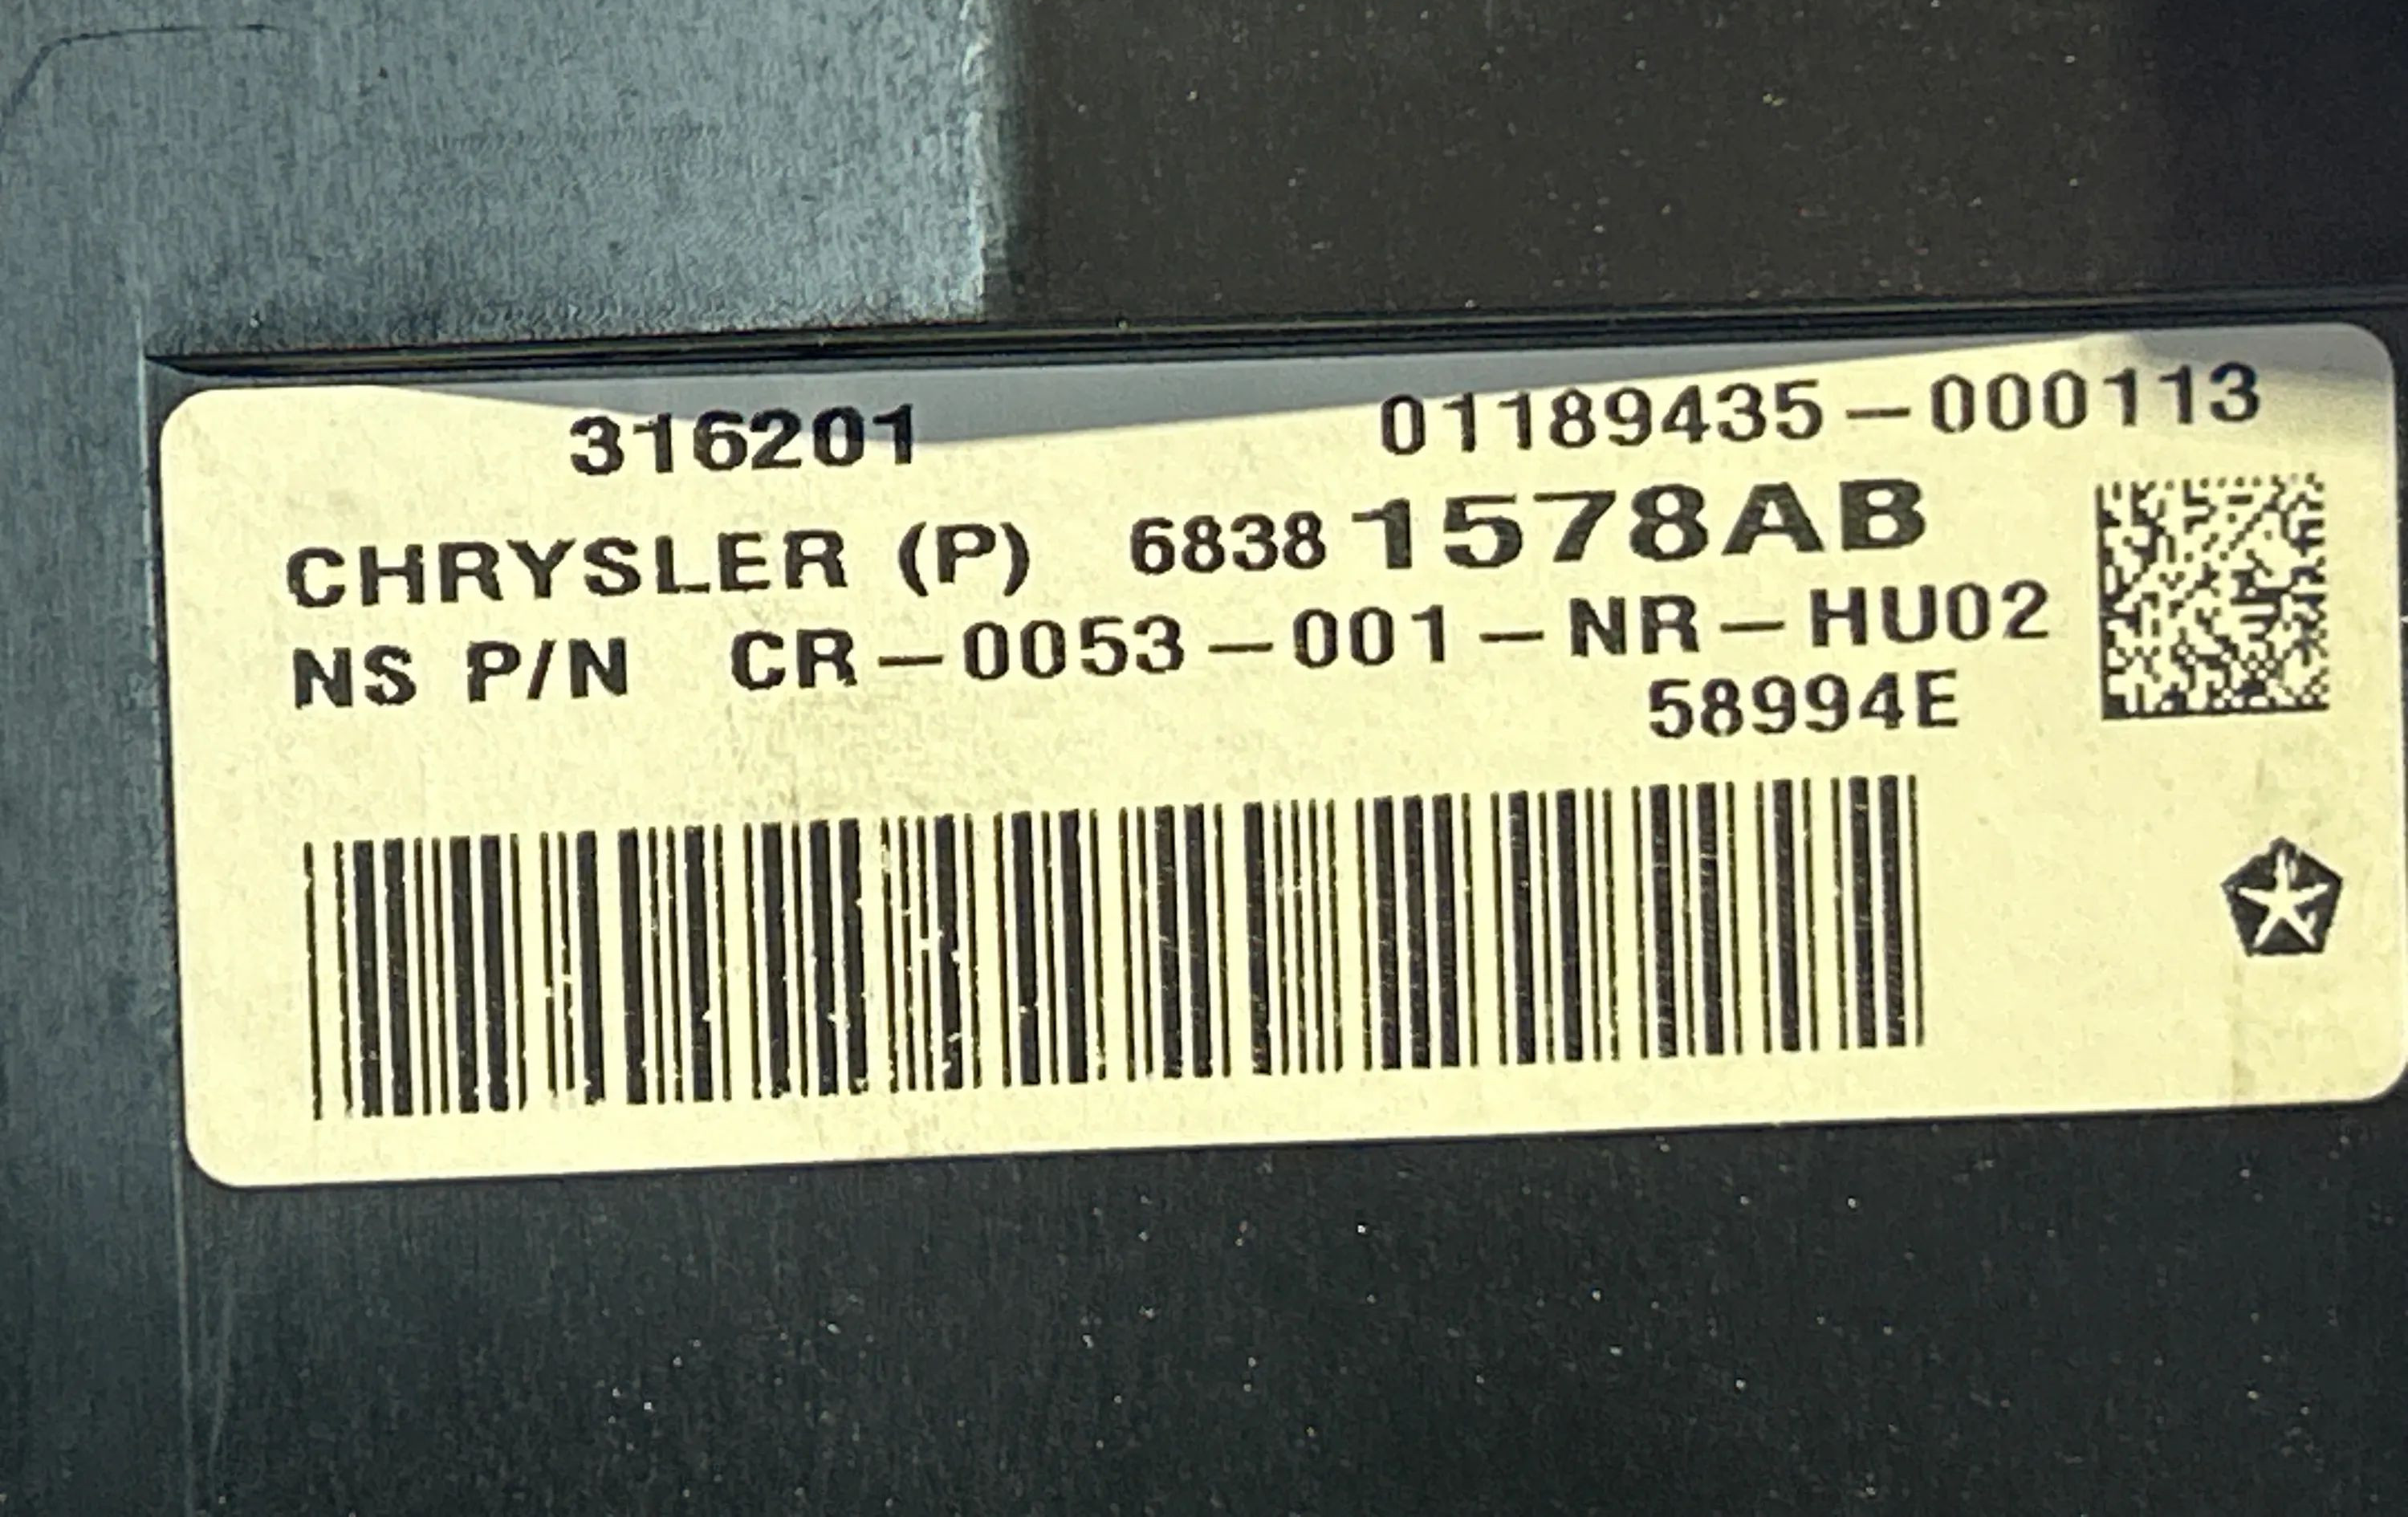 316201 01189435-000113
CHRYSLER (P) 68381578AB
NS P/N CR-0053-001-NR-HU02
58994E